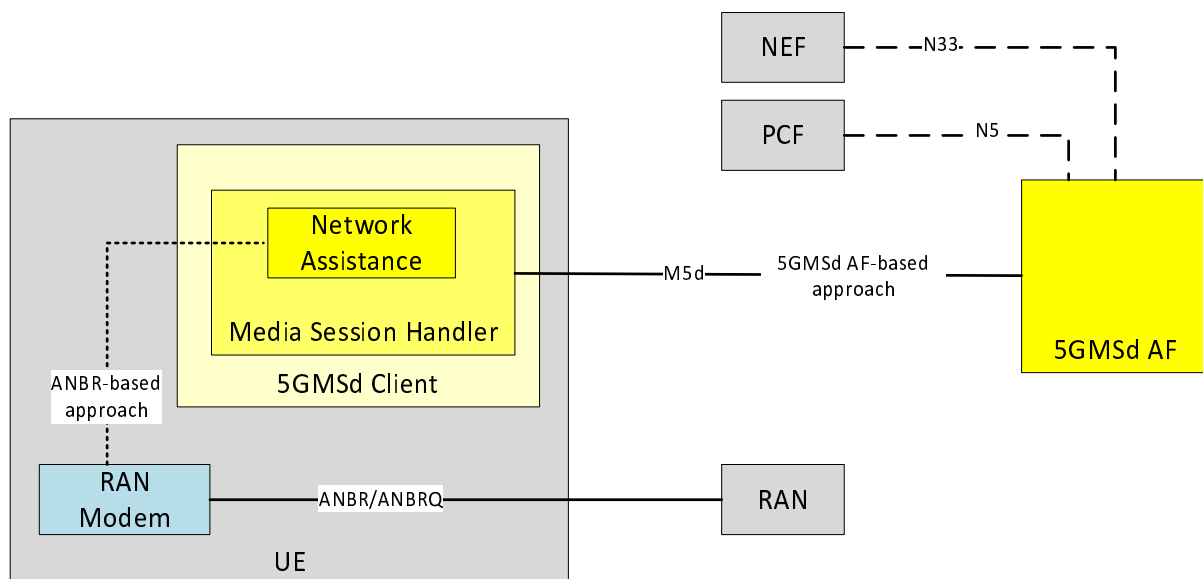 NEF
N33
PCF
N5
Network
Assistance
Media Session Handler
5GMSd Client
M5d
5GMSd AF-based
approach
5GMSd AF
ANBR-based
approach
RAN
Modem
ANBR/ANBRQ
RAN
UE